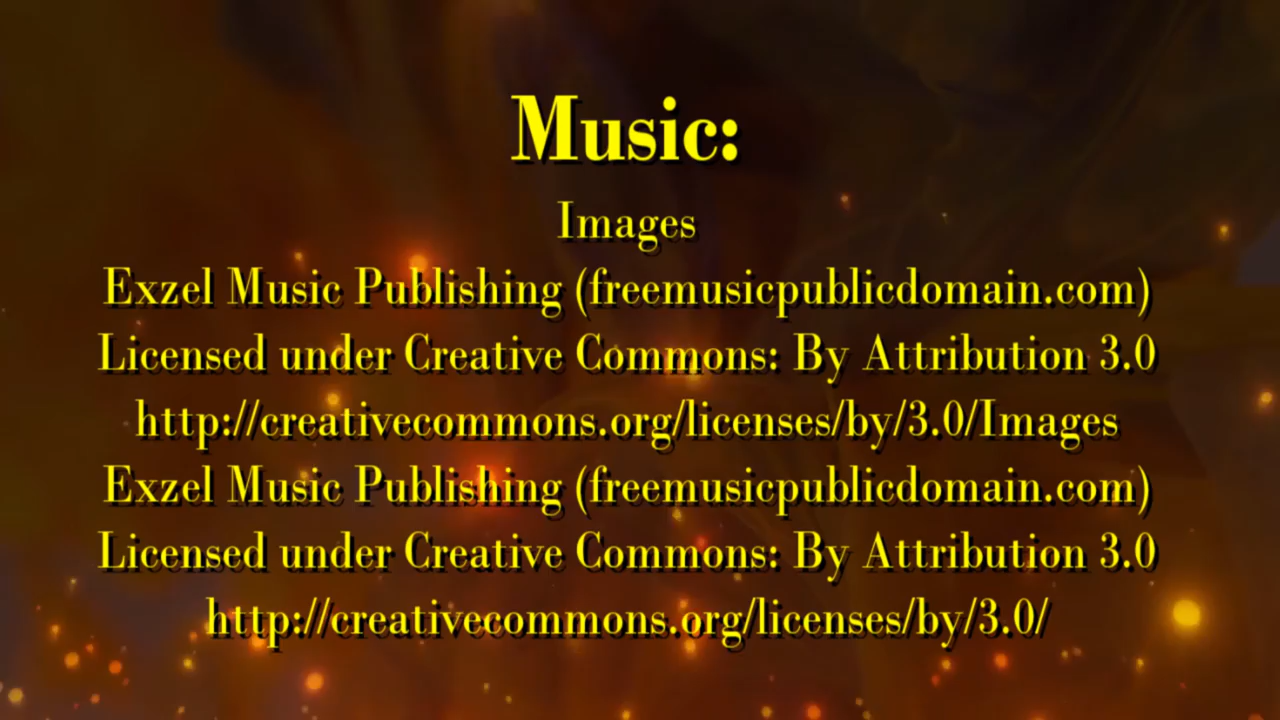 Music:
Images
Exzel Music Publishing (freemusicpublicdomain.com)
Licensed under Creative Commons: By Attribution 3.0
http://creativecommons.org/licenses/by/3.0/Images
Exzel Music Publishing (freemusicpublicdomain.com)
Licensed under Creative Commons: By Attribution 3.0
http://creativecommons.org/licenses/by/3.0/